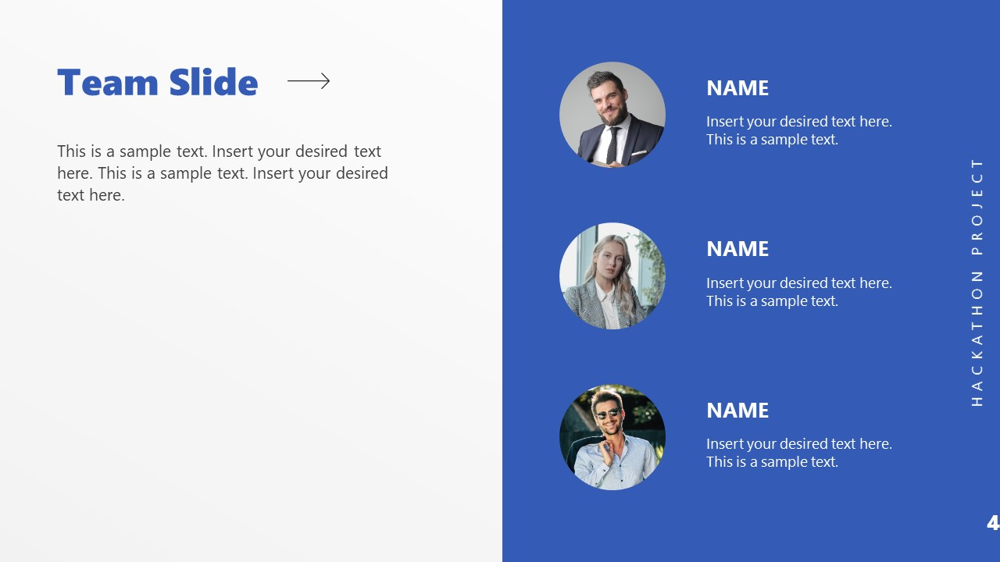 Team Slide
This is a sample text. Insert your desired text
here. This is a sample text. Insert your desired
text here.
NAME
Insert your desired text here.
This is a sample text.
NAME
Insert your desired text here.
This is a sample text.
NAME
Insert your desired text here.
This is a sample text.
HACKATHON PROJECT
4